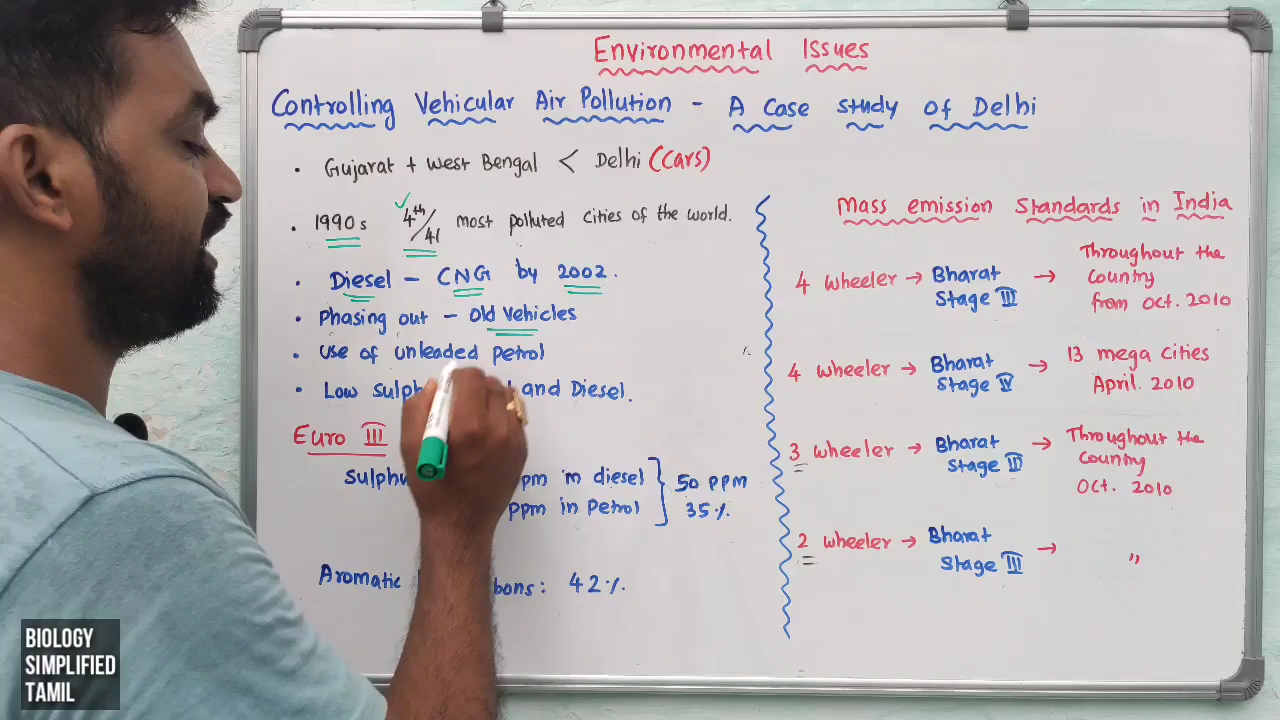 Environmental Issues
Controlling Vehicular Air Pollution - A Case study of Delhi
• Gujarat + West Bengal < Delhi (Cars)
• 1990s 4th/41 most polluted Cities of the world.
• Diesel - CNG by 2002.
• Phasing out - Old Vehicles
• Use of unleaded petrol
• Low and Diesel.
Euro III
in diesel } 50 ppm
ppm in Petrol 35%
Aromatic : 42%
Mass emission Standards in India
4 wheeler → Bharat Stage III → Throughout the Country from Oct. 2010
4 wheeler → Bharat Stage IV → 13 mega Cities April. 2010
3 wheeler → Bharat Stage III → Throughout the Country Oct. 2010
2 wheeler → Bharat Stage III → ,,
BIOLOGY
SIMPLIFIED
TAMIL